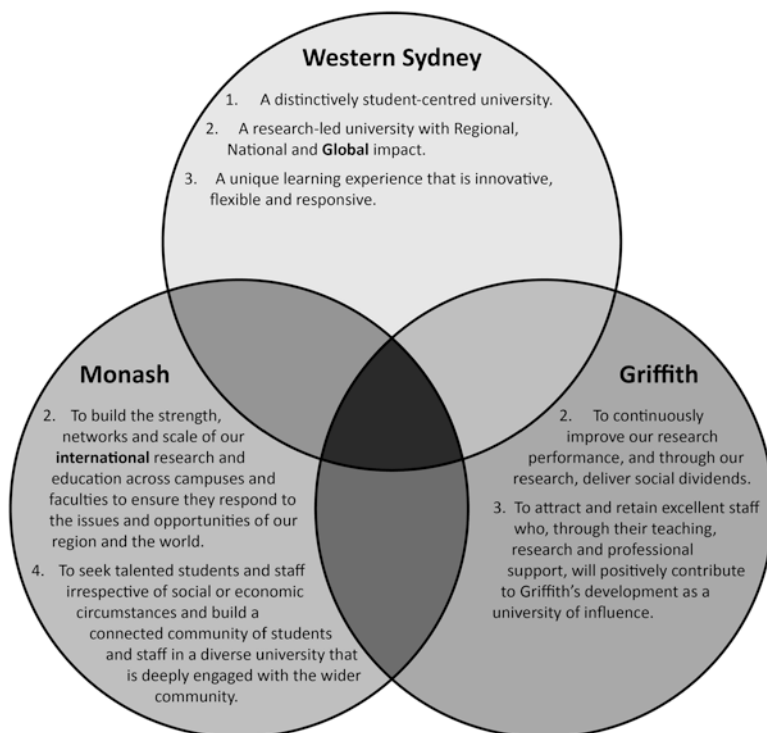 Western Sydney
1. A distinctively student-centred university.
2. A research-led university with Regional,
National and Global impact.
3. A unique learning experience that is innovative,
flexible and responsive.
Monash
2. To build the strength,
networks and scale of our
international research and
education across campuses and
faculties to ensure they respond to
the issues and opportunities of our
region and the world.
4. To seek talented students and staff
irrespective of social or economic
circumstances and build a
connected community of students
and staff in a diverse university that
is deeply engaged with the wider
community.
Griffith
2. To continuously
improve our research
performance, and through our
research, deliver social dividends.
3. To attract and retain excellent staff
who, through their teaching,
research and professional
support, will positively contribute
to Griffith's development as a
university of influence.